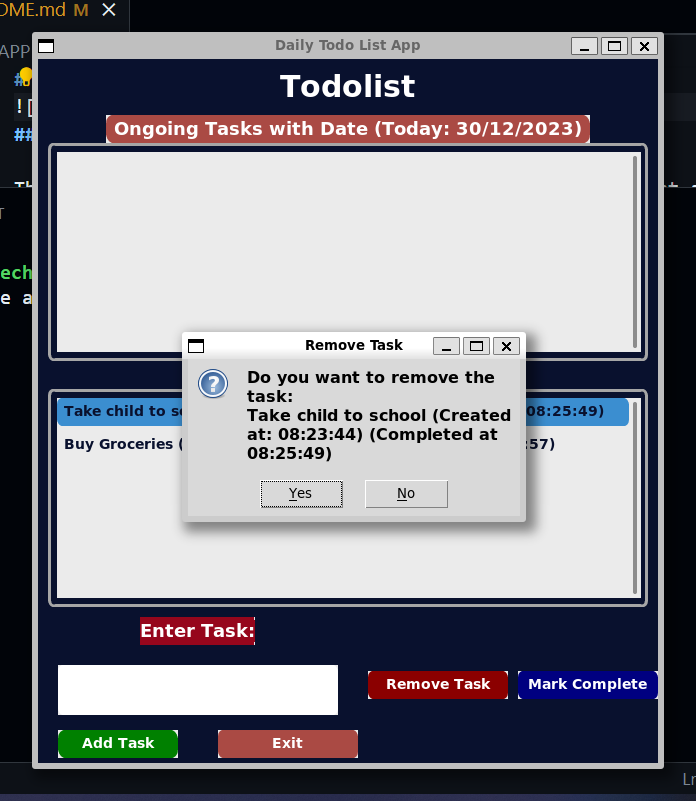 DME.md M
Daily Todo List App
APP
Todolist
##
Ongoing Tasks with Date (Today: 30/12/2023)
![
##
Th
T
ech
e a
Remove Task
Do you want to remove the
task:
Take child to school (Created
at: 08:23:44) (Completed at
08:25:49)
Yes No
Take child to s 08:25:49)
Buy Groceries ( :57)
Enter Task:
Remove Task Mark Complete
Add Task Exit
Ln